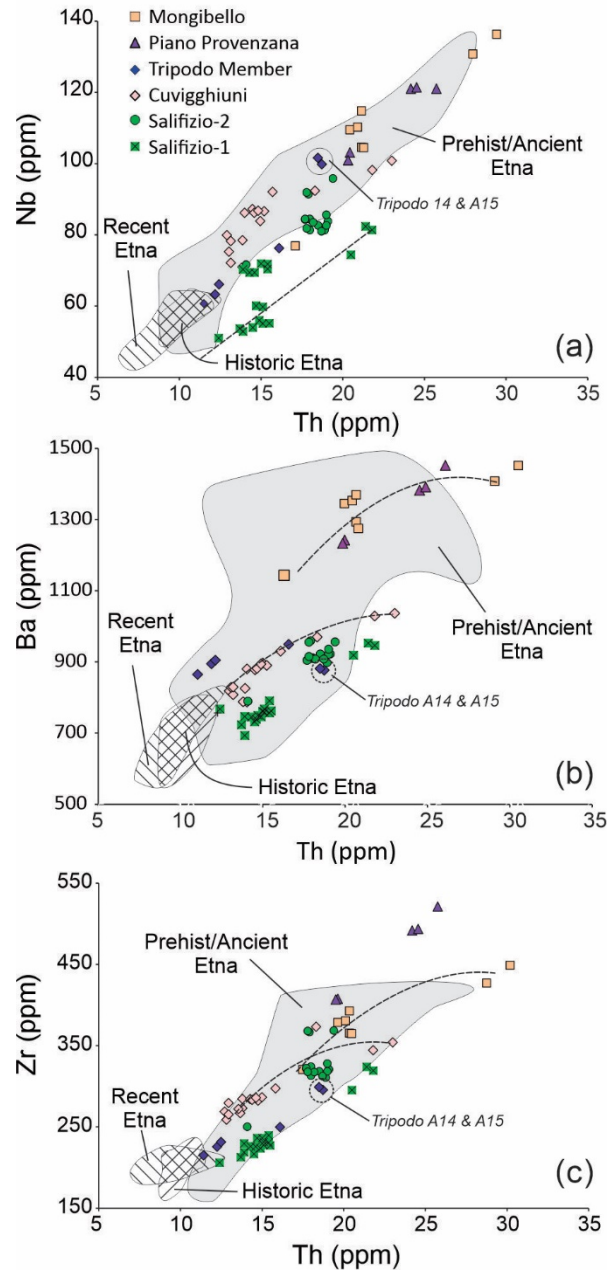 140
120
100
80
60
40
Nb (ppm)
Mongibello
Piano Provenzana
Tripodo Member
Cuvigghiuni
Salifizio-2
Salifizio-1
Prehist/Ancient
Etna
Tripodo 14 & A15
Recent
Etna
Historic Etna
(a)
5 10 15 20 25 30 35
Th (ppm)
1500
1300
1100
900
700
500
Ba (ppm)
Recent
Etna
Prehist/Ancient
Etna
Tripodo A14 & A15
Historic Etna
(b)
5 10 15 20 25 30 35
Th (ppm)
550
450
350
250
150
Zr (ppm)
Prehist/Ancient
Etna
Recent
Etna
Tripodo A14 & A15
Historic Etna
(c)
5 10 15 20 25 30 35
Th (ppm)